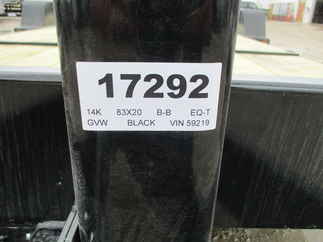 17292
14K 83X20 B-B EQ-T
GVW BLACK VIN 59219